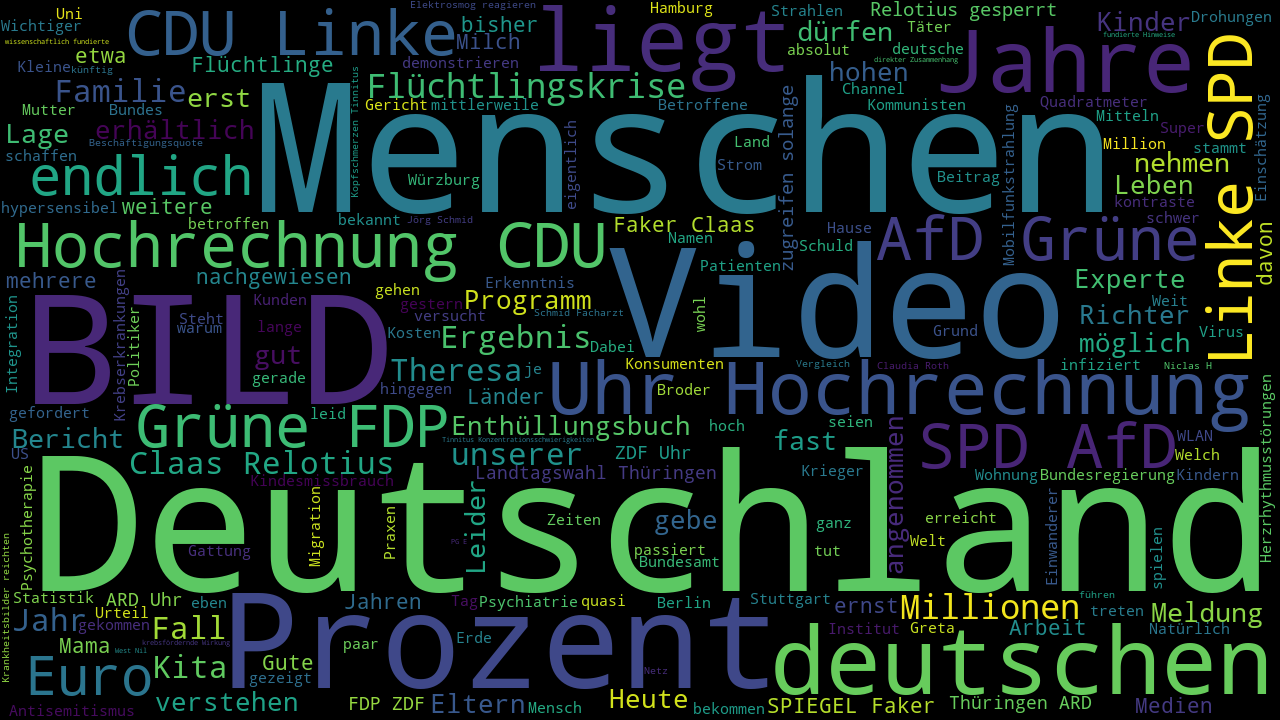 Uni
Elektrosmog reagieren
Hamburg
Strahlen
Relotius gesperrt
Wichtiger
CDU Linke
bisher
liegt
dürfen
Täter
Kinder
Drohungen
wissenschaftlich fundierte
fundierte Hinweise
etwa
Milch
absolut
deutsche
Jahre
Kleine
künftig
Flüchtlinge
demonstrieren
direkter Zusammenhang
Linke SPD
Familie
erst
Flüchtlingskrise
hohen
Channel
Menschen
Mutter
Bundes
Kopfschmerzen Tinnitus
Gericht
mittlerweile
Betroffene
zugreifen solange
Kommunisten
Quadratmeter
Mitteln
Einschätzung
Lage
erhältlich
Super
Beschäftigungsquote
Land
Million
stammt
schaffen
eigentlich
Strom
Mobilfunkstrahlung
nehmen
endlich
Würzburg
Beitrag
Leben
hypersensibel
weitere
kontraste
betroffen
bekannt
Jörg Schmid
Faker Claas
Hause
AfD Grüne
schwer
davon
Hochrechnung CDU
Namen
Schuld
mehrere
nachgewiesen
Erkenntnis
Video
Patienten
Experte
Weit
Krebserkrankungen
gehen
Kunden
gestern
Programm
wohl
Integration
BILD
Politiker
Steht
warum
lange
versucht
Schmid Facharzt
Richter
Virus
Kosten
Ergebnis
Dabei
Grund
möglich
gut
gerade
hingegen
Theresa
je
Konsumenten
Vergleich
Claudia Roth
infiziert
Niclas H
Länder
Broder
Uhr Hochrechnung
gefordert
leid
Grüne FDP
Enthüllungsbuch
hoch
seien
Herzrhythmusstörungen
Bericht
Tinnitus Konzentrationsschwierigkeiten
fast
SPD AfD
WLAN
US
unserer
ZDF Uhr
Welch
Claas Relotius
Landtagswahl Thüringen
Krieger
Wohnung
Bundesregierung
Kindern
Psychotherapie
Kindesmissbrauch
Deutschland
Migration
Praxen
Leider
Zeiten
gebe
ganz
angenommen
erreicht
Einwanderer
spielen
Gattung
PG E
passiert
tut
Welt
Bundesamt
Krankheitsbilder reichten
Statistik
ARD Uhr
eben
Jahren
Tag
Psychiatrie
quasi
Berlin
Stuttgart
ernst
Millionen
führen
treten
Meldung
Jahr
Urteil
Prozent
gekommen
Fall
Institut
Greta
Arbeit
Natürlich
Mama
krebsfördernde Wirkung
paar
Erde
deutschen
West Nil
Euro
Kita
Gute
gezeigt
Netz
Antisemitismus
verstehen
FDP ZDF
Eltern
Mensch
Heute
bekommen
SPIEGEL Faker
Thüringen ARD
Medien